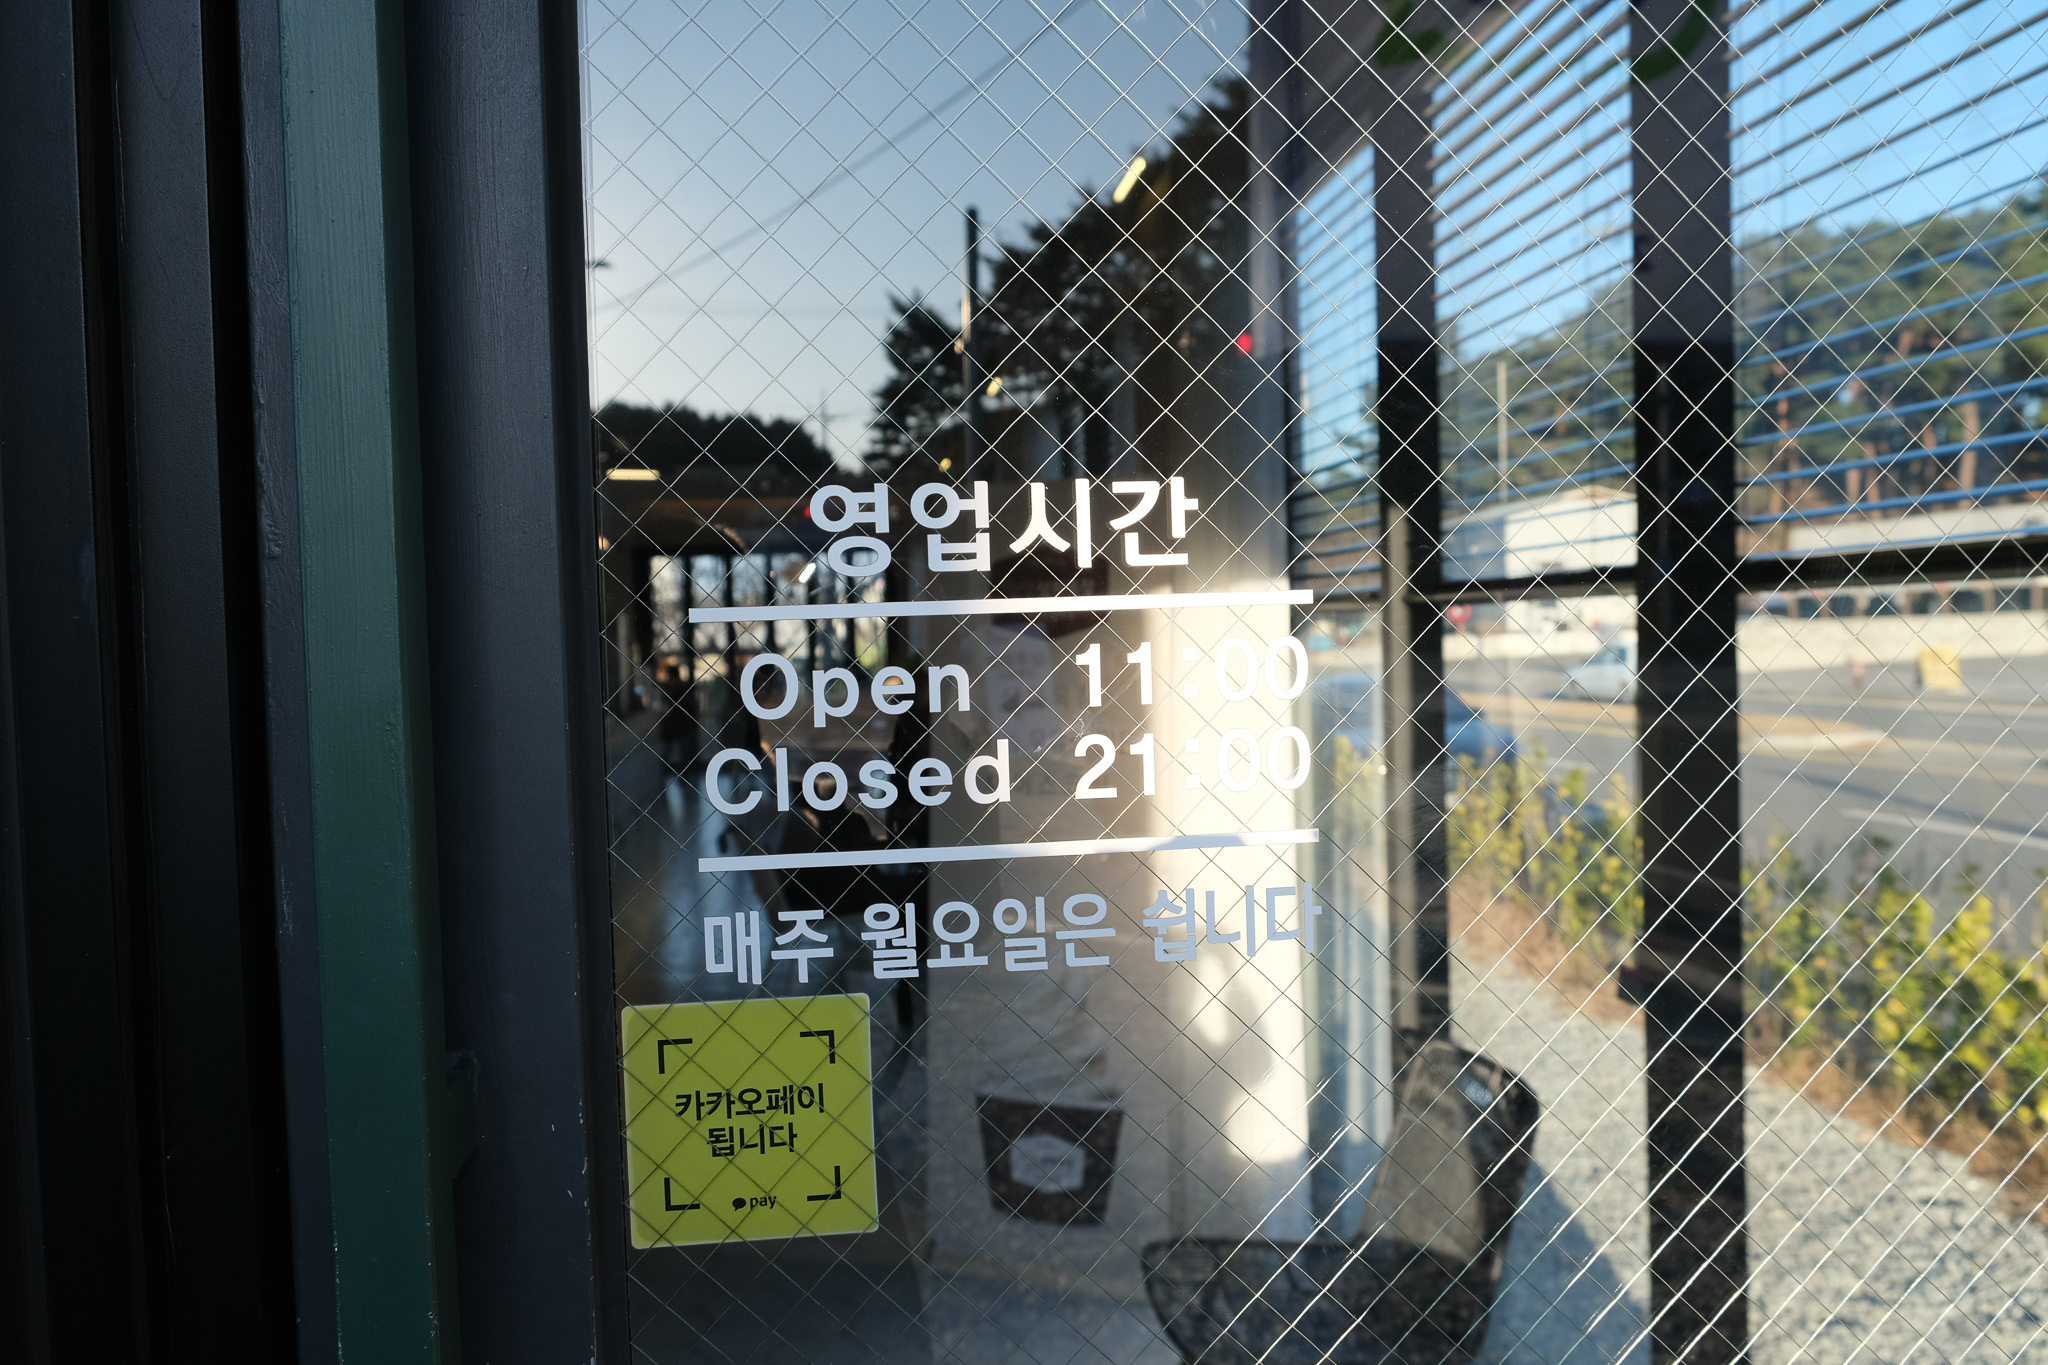 영업시간
Open 11:00
Closed 21:00
매주 월요일은 쉽니다
카카오페이
됩니다
pay